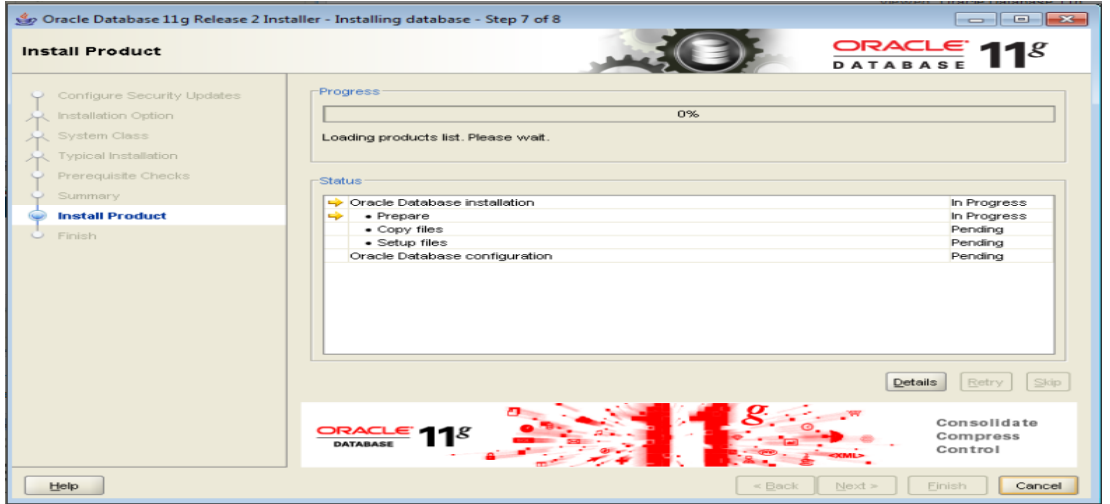 Oracle Database 11g Release 2 Installer - Installing database - Step 7 of 8
Install Product
ORACLE DATABASE 11g
Configure Security Updates
Installation Option
System Class
Typical Installation
Prerequisite Checks
Summary
Install Product
Finish
Progress
0%
Loading products list. Please wait.
Status
Oracle Database installation In Progress
• Prepare In Progress
• Copy files Pending
• Setup files Pending
Oracle Database configuration Pending
Details Retry Skip
ORACLE DATABASE 11g
11g
<XML>
Consolidate
Compress
Control
Help < Back Next > Finish Cancel